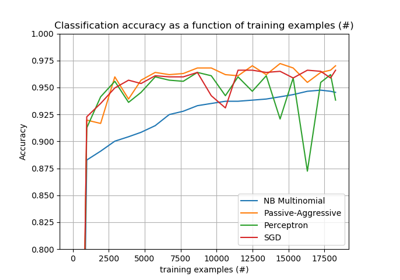 Classification accuracy as a function of training examples (#)
1.000
0.975
0.950
0.925
0.900
0.875
0.850
0.825
0.800
Accuracy
0 2500 5000 7500 10000 12500 15000 17500
training examples (#)
NB Multinomial
Passive-Aggressive
Perceptron
SGD